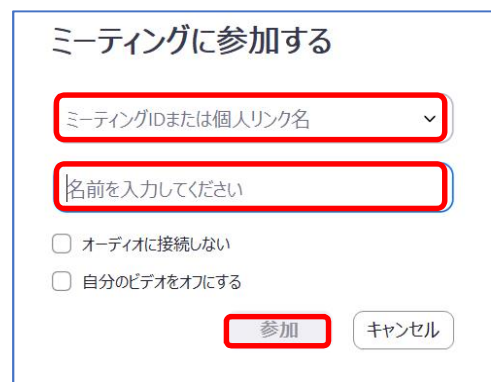 ミーティングに参加する
ミーティングIDまたは個人リンク名
名前を入力してください
オーディオに接続しない
自分のビデオをオフにする
参加 キャンセル